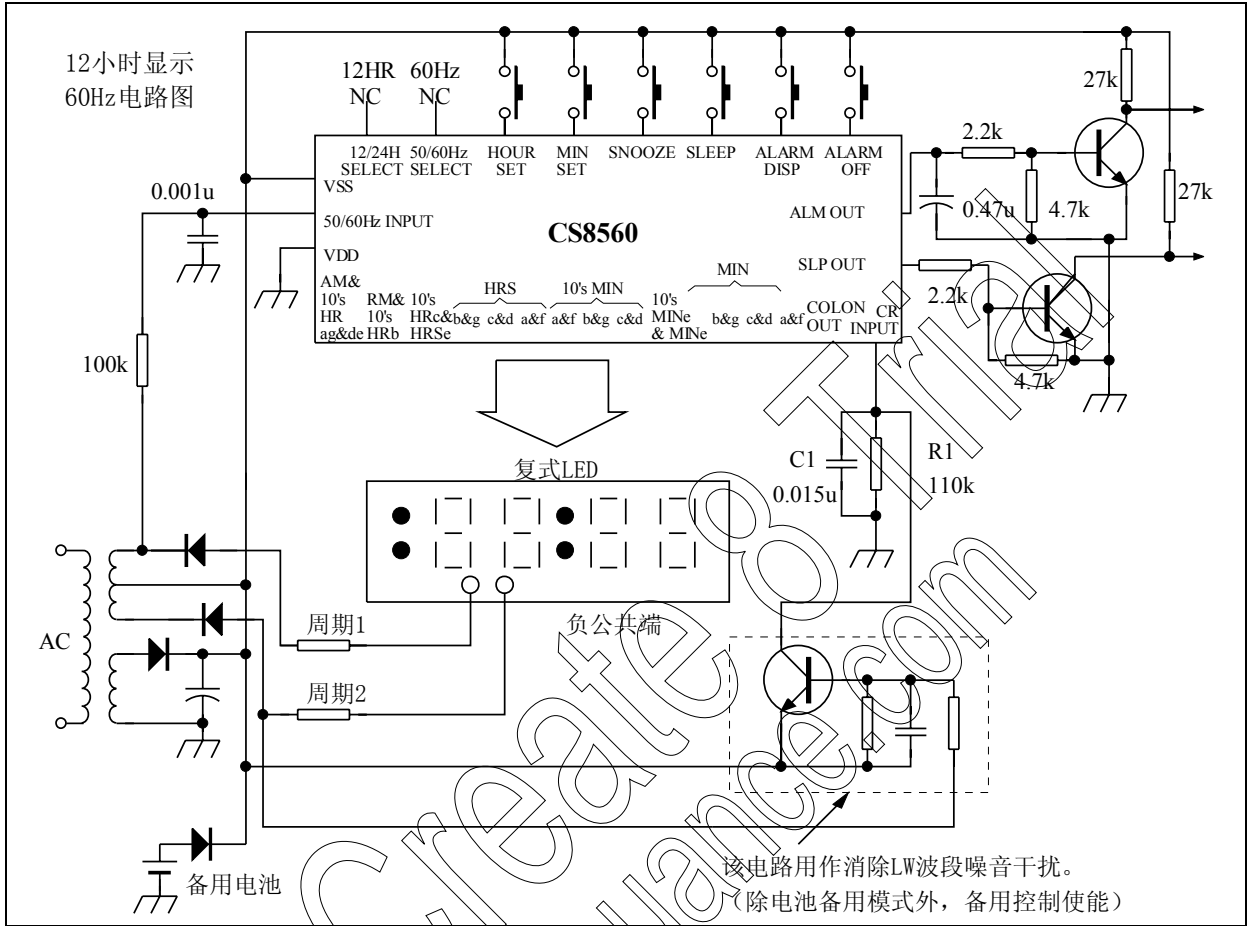 12小时显示
60Hz电路图
12HR
NC
60Hz
NC
12/24H
SELECT
50/60Hz
SELECT
HOUR
SET
MIN
SET
SNOOZE
SLEEP
ALARM
DISP
ALARM
OFF
VSS
50/60Hz INPUT
VDD
CS8560
ALM OUT
SLP OUT
AM&
10's
HR
ag&de
RM&
10's
HRb
10's
HRc&
HRSe
HRS
b&g c&d a&f
10's MIN
a&f b&g c&d
10's
MINe
& MINe
MIN
b&g c&d a&f
COLON
OUT
CR
INPUT
0.001u
100k
2.2k
0.47u
4.7k
27k
27k
2.2k
4.7k
C1
0.015u
R1
110k
复式LED
负公共端
周期1
周期2
AC
备用电池
该电路用作消除LW波段噪音干扰。
（除电池备用模式外，备用控制使能）
Create 8 Tric
uance.com